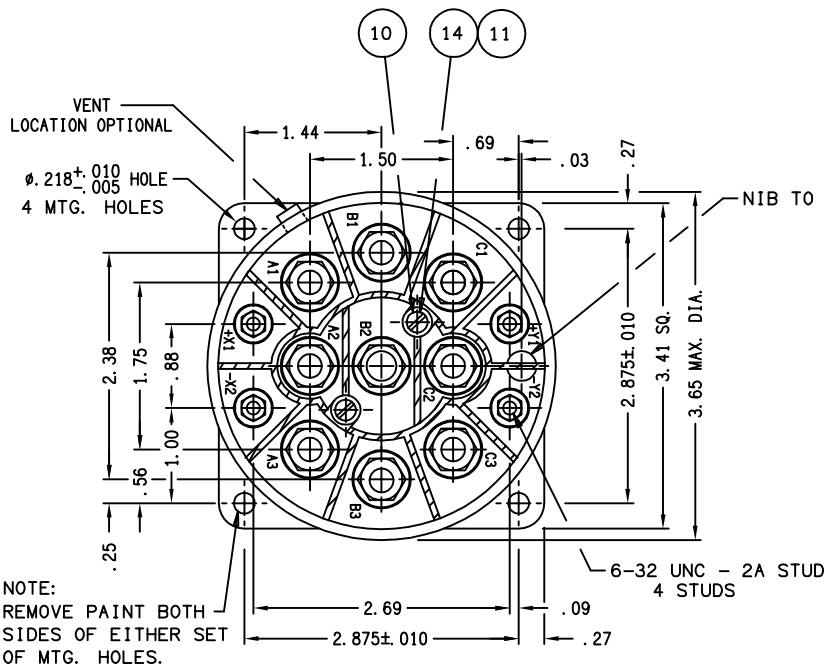 10
14
11
VENT
LOCATION OPTIONAL
1.44
1.50
.69
.03
.27
ø.218+.010 HOLE
-.005
4 MTG. HOLES
NIB TO
B1
A1
C1
+X1
A2
B2
+Y1
-X2
C2
-Y2
A3
B3
C3
2.38
1.75
.88
1.00
.56
.25
2.875±.010
3.41 SQ.
3.65 MAX. DIA.
6-32 UNC - 2A STUD
4 STUDS
NOTE:
REMOVE PAINT BOTH
SIDES OF EITHER SET
OF MTG. HOLES.
2.69
.09
2.875±.010
.27